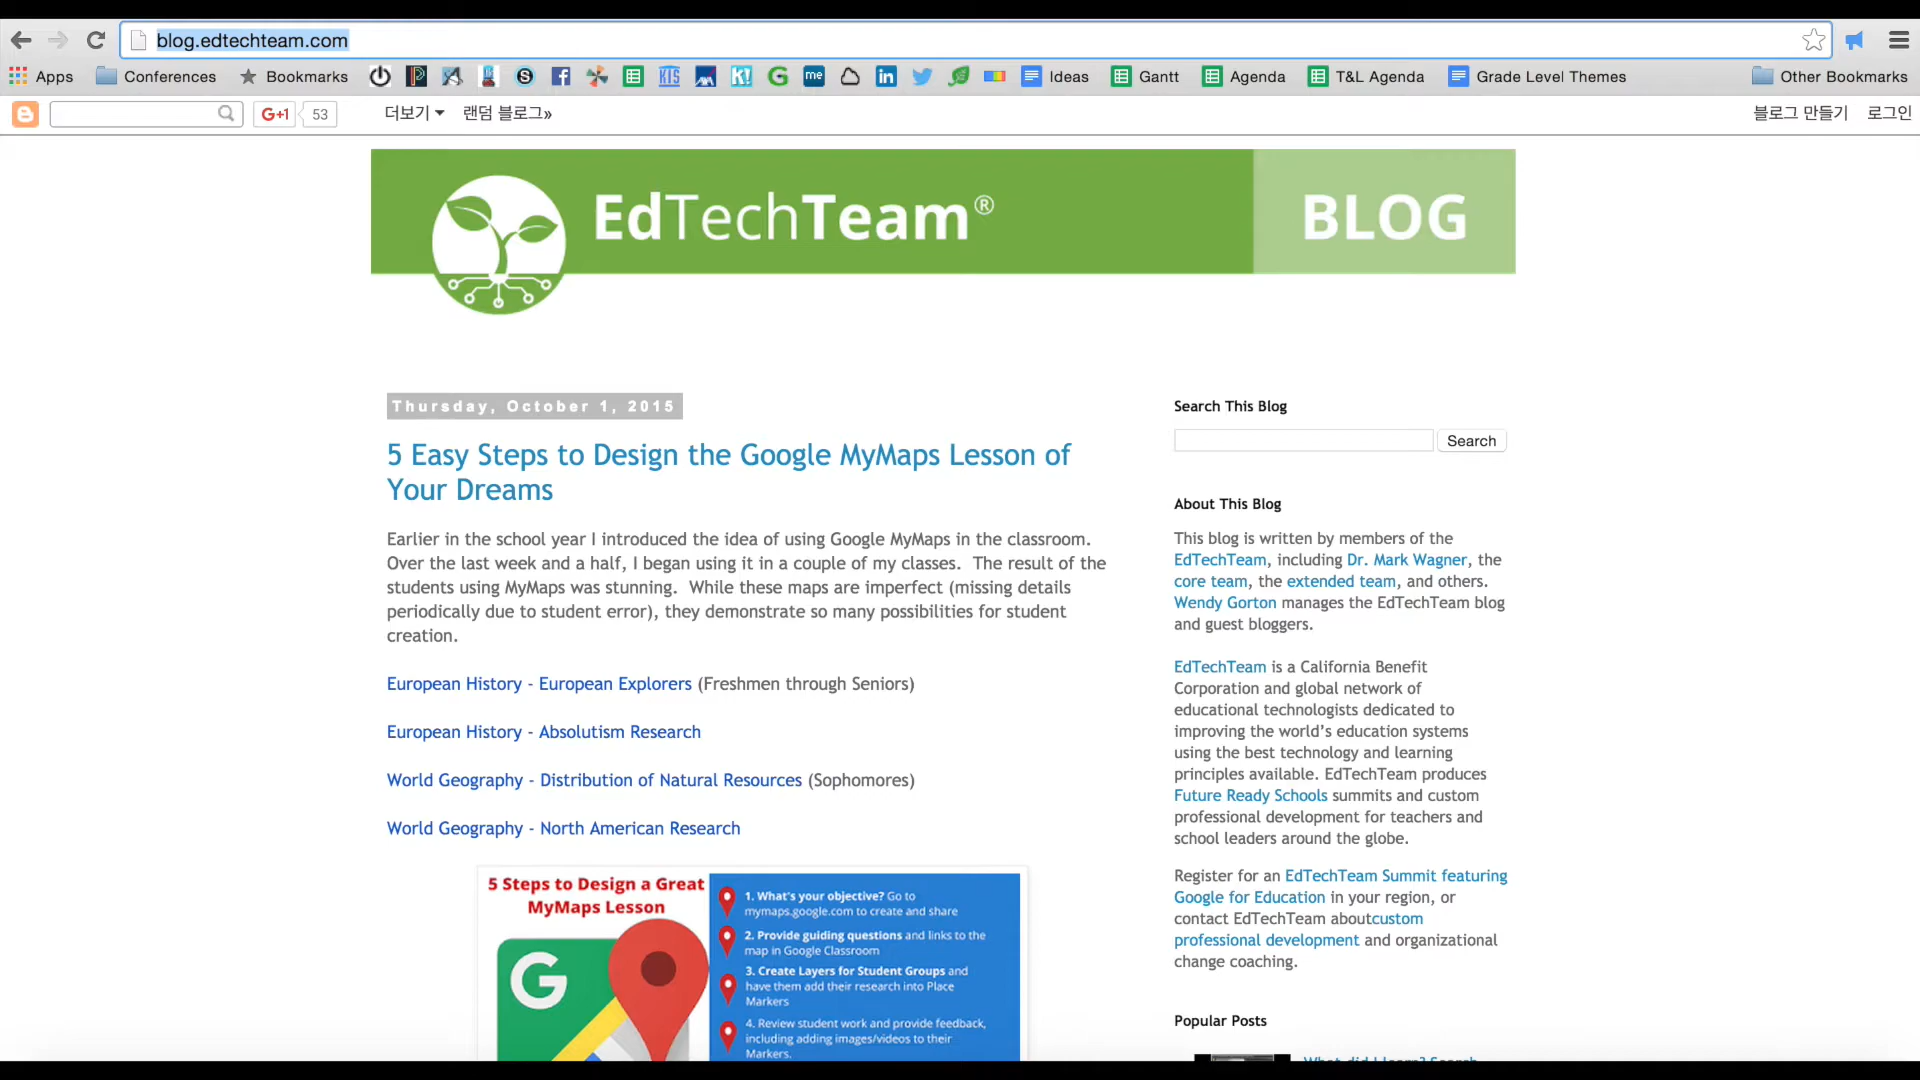 blog.edtechteam.com
Apps Conferences Bookmarks Ideas Gantt Agenda T&L Agenda Grade Level Themes Other Bookmarks
G+1 53 더보기 랜덤 블로그» 블로그 만들기 로그인
EdTechTeam® BLOG
Thursday, October 1, 2015
5 Easy Steps to Design the Google MyMaps Lesson of
Your Dreams
Earlier in the school year I introduced the idea of using Google MyMaps in the classroom.
Over the last week and a half, I began using it in a couple of my classes. The result of the
students using MyMaps was stunning. While these maps are imperfect (missing details
periodically due to student error), they demonstrate so many possibilities for student
creation.
European History - European Explorers (Freshmen through Seniors)
European History - Absolutism Research
World Geography - Distribution of Natural Resources (Sophomores)
World Geography - North American Research
5 Steps to Design a Great
MyMaps Lesson
1. What's your objective? Go to
mymaps.google.com to create and share
2. Provide guiding questions and links to the
map in Google Classroom
3. Create Layers for Student Groups and
have them add their research into Place
Markers
4. Review student work and provide feedback,
including adding images/videos to their
Markers.
Search This Blog
Search
About This Blog
This blog is written by members of the
EdTechTeam, including Dr. Mark Wagner, the
core team, the extended team, and others.
Wendy Gorton manages the EdTechTeam blog
and guest bloggers.
EdTechTeam is a California Benefit
Corporation and global network of
educational technologists dedicated to
improving the world's education systems
using the best technology and learning
principles available. EdTechTeam produces
Future Ready Schools summits and custom
professional development for teachers and
school leaders around the globe.
Register for an EdTechTeam Summit featuring
Google for Education in your region, or
contact EdTechTeam aboutcustom
professional development and organizational
change coaching.
Popular Posts
What did I learn? Search